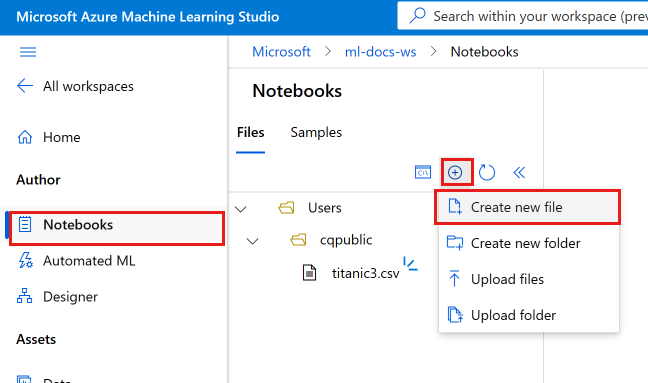 Microsoft Azure Machine Learning Studio
Search within your workspace (prev
All workspaces
Home
Author
Notebooks
Automated ML
Designer
Assets
Data
Microsoft > ml-docs-ws > Notebooks
Notebooks
Files Samples
Users
cqpublic
titanic3.csv
Create new file
Create new folder
Upload files
Upload folder